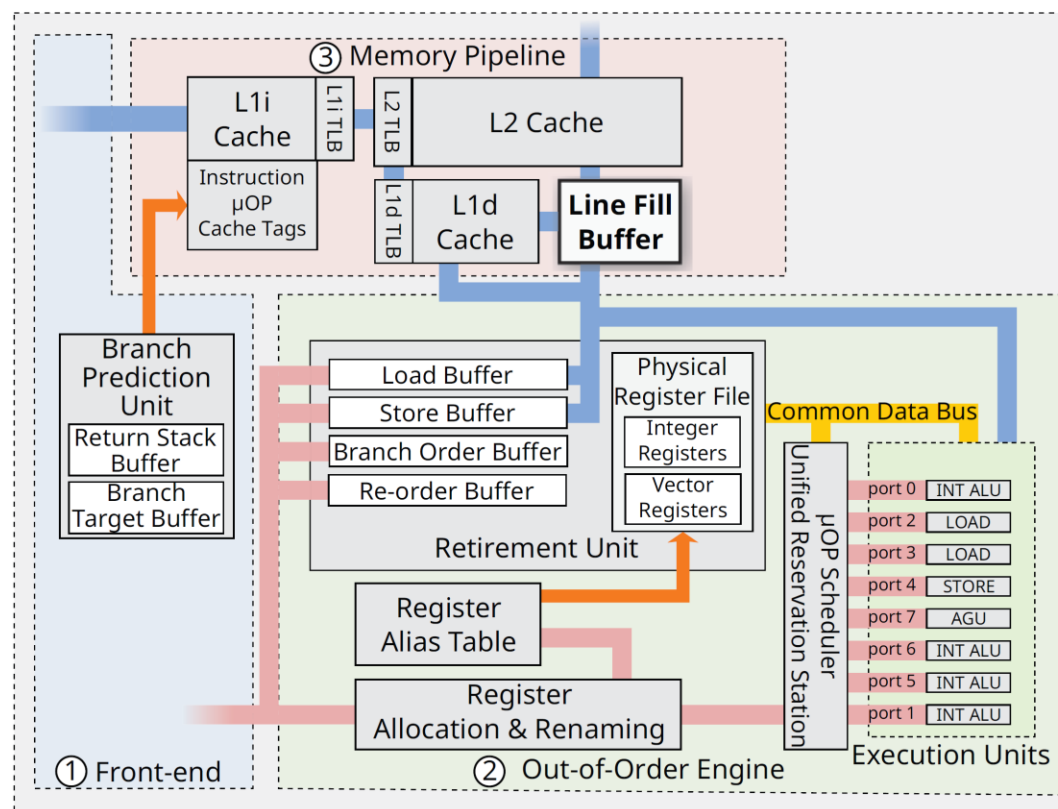 ③ Memory Pipeline
L1i
Cache
L1i TLB
L2 TLB
L2 Cache
Instruction
µOP
Cache Tags
L1d TLB
L1d
Cache
Line Fill
Buffer
Branch
Prediction
Unit
Return Stack
Buffer
Branch
Target Buffer
Load Buffer
Store Buffer
Branch Order Buffer
Re-order Buffer
Retirement Unit
Physical
Register File
Integer
Registers
Vector
Registers
Common Data Bus
µOP Scheduler
Unified Reservation Station
port 0 INT ALU
port 2 LOAD
port 3 LOAD
port 4 STORE
port 7 AGU
port 6 INT ALU
port 5 INT ALU
port 1 INT ALU
Execution Units
Register
Alias Table
Register
Allocation & Renaming
① Front-end
② Out-of-Order Engine